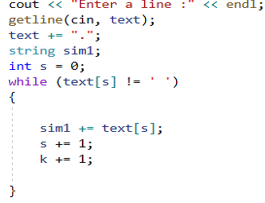 cout << "Enter a line :" << endl;
getline(cin, text);
text += ".";
string sim1;
int s = 0;
while (text[s] != ' ')
{
sim1 += text[s];
s += 1;
k += 1;
}